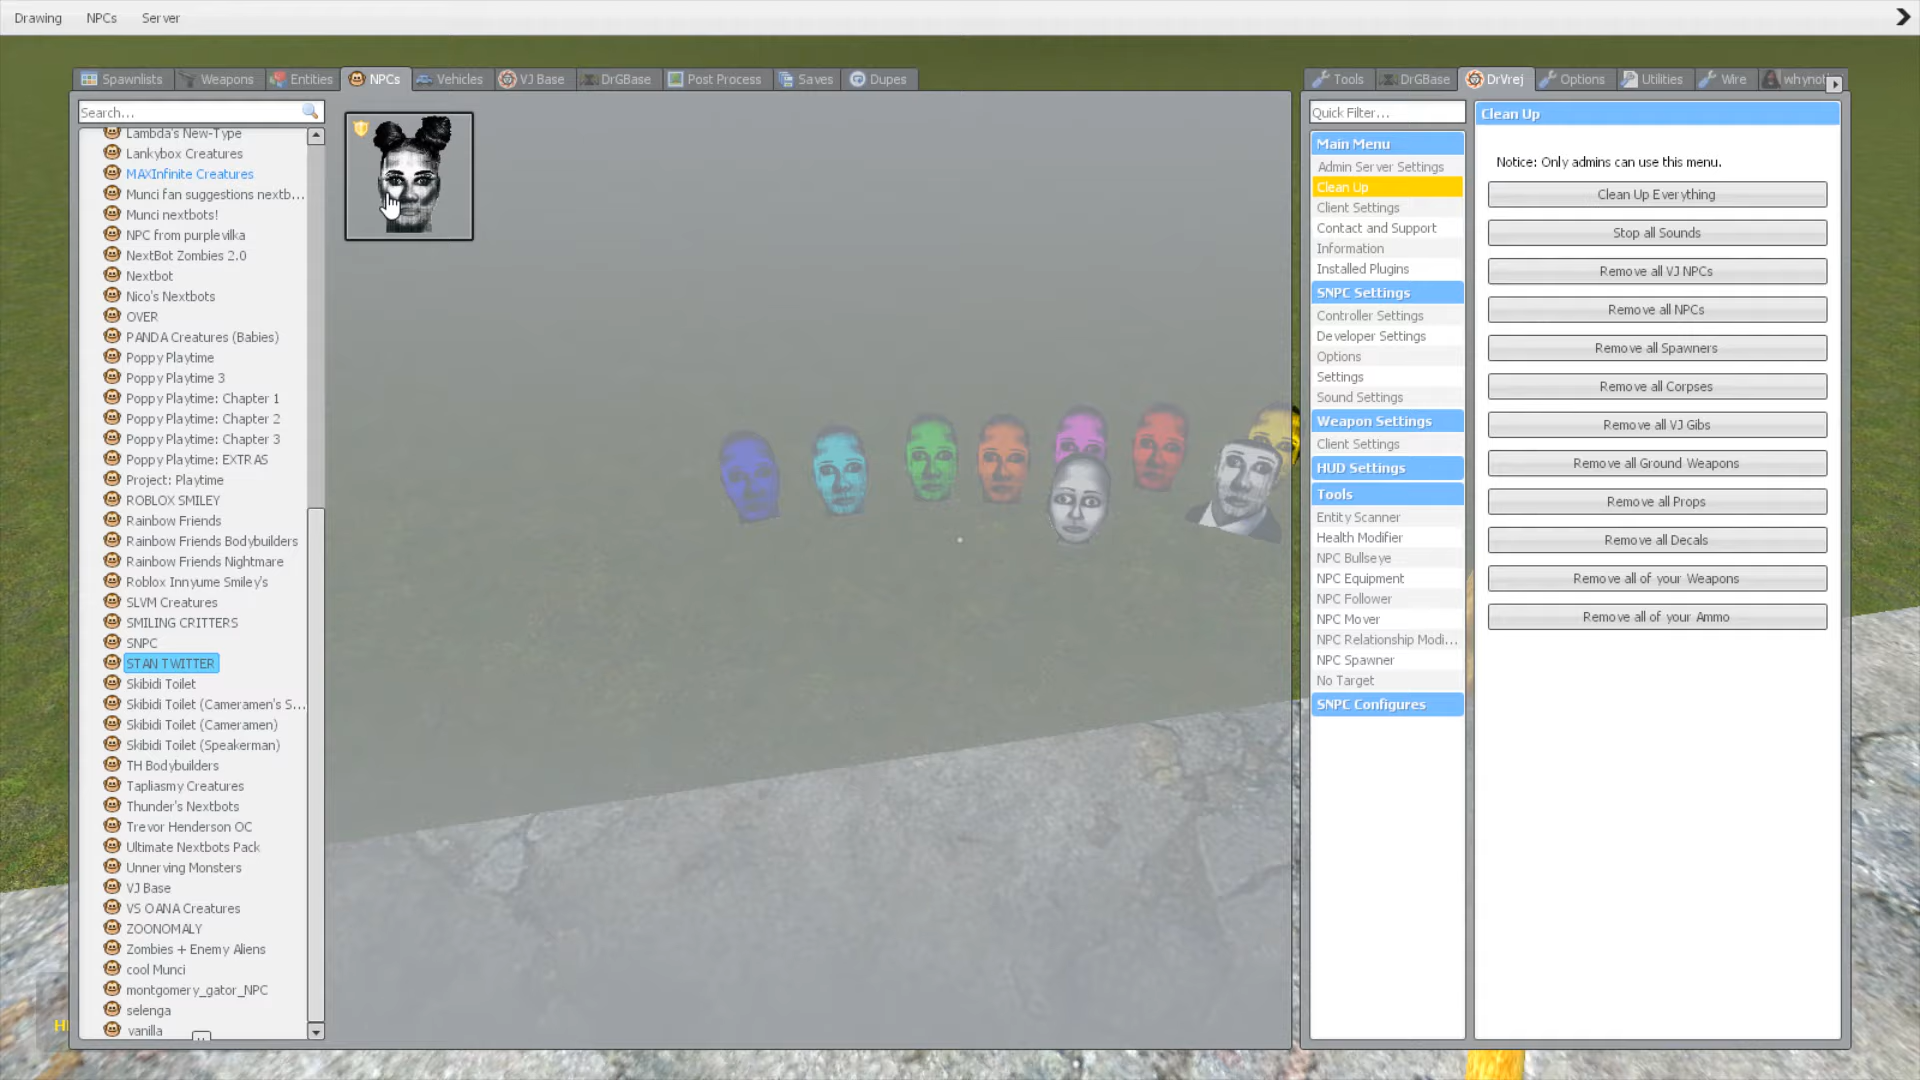 Drawing NPCs Server
Spawnlists Weapons Entities NPCs Vehicles VJ Base DrGBase Post Process Saves Dupes
Search...
Lambda's New-Type
Lankybox Creatures
MAXInfinite Creatures
Munci fan suggestions nextb...
Munci nextbots!
NPC from purplevilka
NextBot Zombies 2.0
Nextbot
Nico's Nextbots
OVER
PANDA Creatures (Babies)
Poppy Playtime
Poppy Playtime 3
Poppy Playtime: Chapter 1
Poppy Playtime: Chapter 2
Poppy Playtime: Chapter 3
Poppy Playtime: EXTRAS
Project: Playtime
ROBLOX SMILEY
Rainbow Friends
Rainbow Friends Bodybuilders
Rainbow Friends Nightmare
Roblox Innyume Smiley's
SLVM Creatures
SMILING CRITTERS
SNPC
STAN TWITTER
Skibidi Toilet
Skibidi Toilet (Cameramen's S...
Skibidi Toilet (Cameramen)
Skibidi Toilet (Speakerman)
TH Bodybuilders
Tapliasmy Creatures
Thunder's Nextbots
Trevor Henderson OC
Ultimate Nextbots Pack
Unnerving Monsters
VJ Base
VS OANA Creatures
ZOONOMALY
Zombies + Enemy Aliens
cool Munci
montgomery_gator_NPC
selenga
vanilla
Tools DrGBase DrVrej Options Utilities Wire whynot
Quick Filter...
Main Menu
Admin Server Settings
Clean Up
Client Settings
Contact and Support
Information
Installed Plugins
SNPC Settings
Controller Settings
Developer Settings
Options
Settings
Sound Settings
Weapon Settings
Client Settings
HUD Settings
Tools
Entity Scanner
Health Modifier
NPC Bullseye
NPC Equipment
NPC Follower
NPC Mover
NPC Relationship Modi...
NPC Spawner
No Target
SNPC Configures
Clean Up
Notice: Only admins can use this menu.
Clean Up Everything
Stop all Sounds
Remove all VJ NPCs
Remove all NPCs
Remove all Spawners
Remove all Corpses
Remove all VJ Gibs
Remove all Ground Weapons
Remove all Props
Remove all Decals
Remove all of your Weapons
Remove all of your Ammo